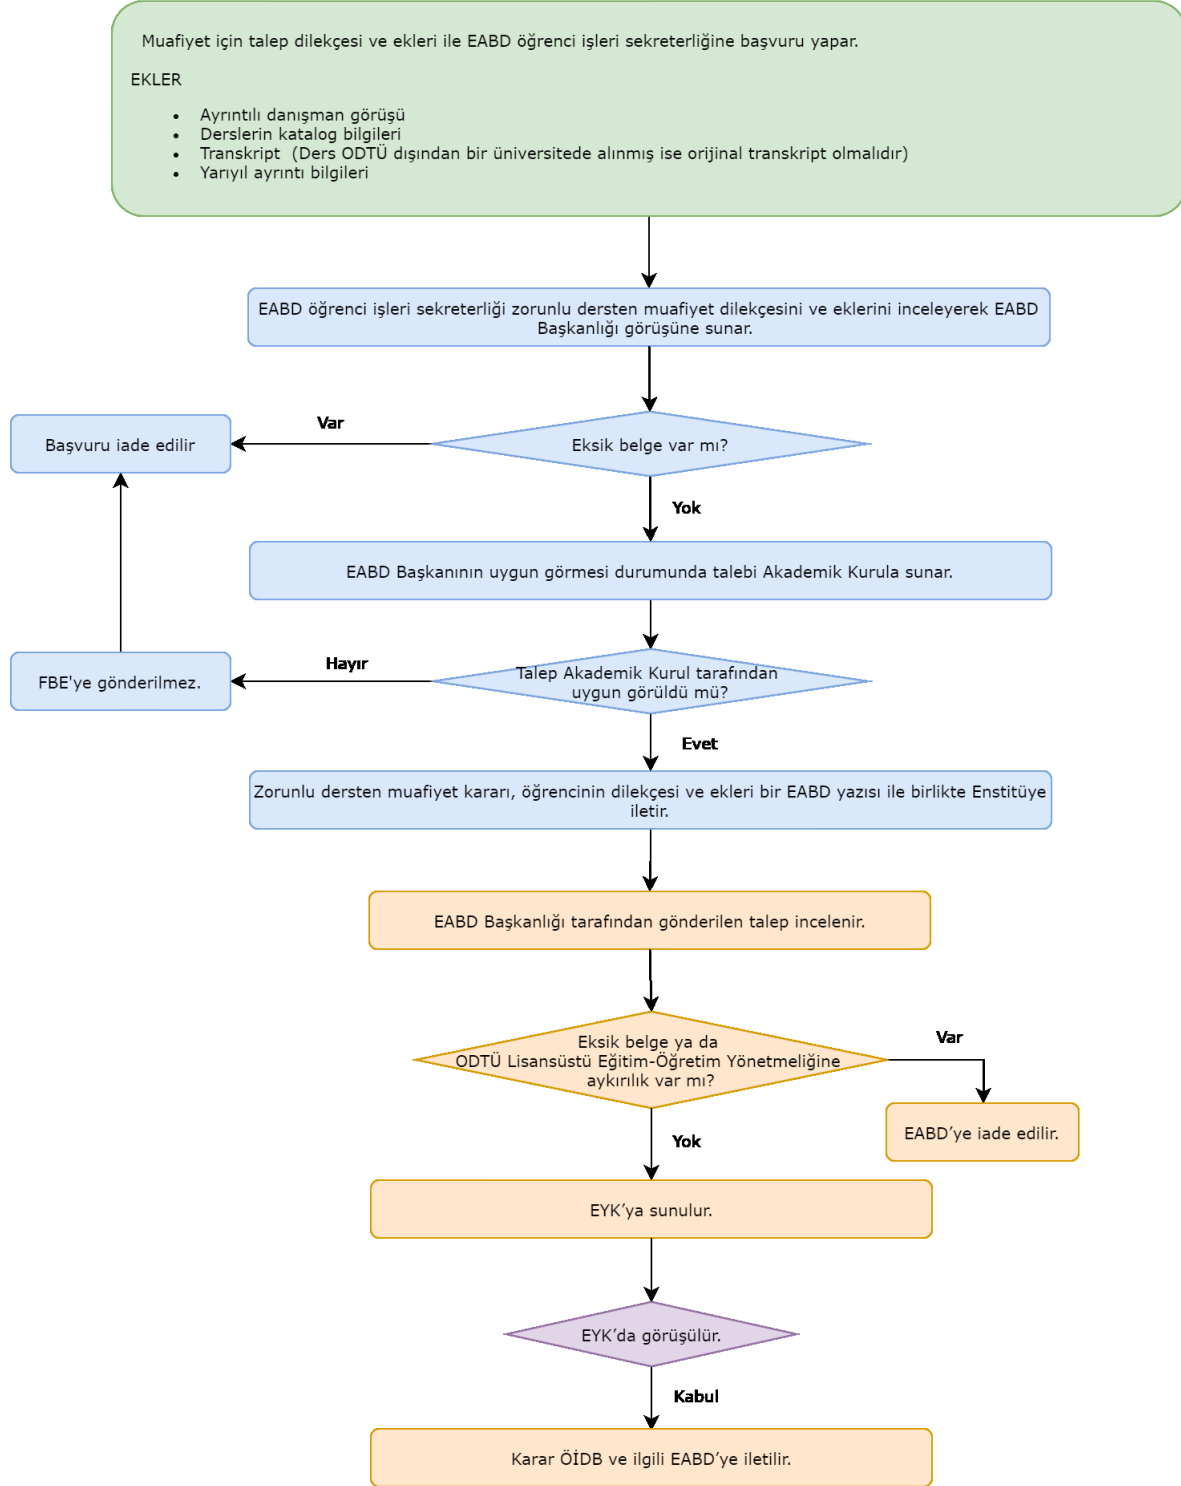 Muafiyet için talep dilekçesi ve ekleri ile EABD öğrenci işleri sekreterliğine başvuru yapar.
EKLER
• Ayrıntılı danışman görüşü
• Derslerin katalog bilgileri
• Transkript (Ders ODTÜ dışından bir üniversitede alınmış ise orijinal transkript olmalıdır)
• Yarıyıl ayrıntı bilgileri
EABD öğrenci işleri sekreterliği zorunlu dersten muafiyet dilekçesini ve eklerini inceleyerek EABD
Başkanlığı görüşüne sunar.
Var
Başvuru iade edilir
Eksik belge var mı?
Yok
EABD Başkanının uygun görmesi durumunda talebi Akademik Kurula sunar.
Hayır
FBE'ye gönderilmez.
Talep Akademik Kurul tarafından
uygun görüldü mü?
Evet
Zorunlu dersten muafiyet kararı, öğrencinin dilekçesi ve ekleri bir EABD yazısı ile birlikte Enstitüye
iletir.
EABD Başkanlığı tarafından gönderilen talep incelenir.
Eksik belge ya da
ODTÜ Lisansüstü Eğitim-Öğretim Yönetmeliğine
aykırılık var mı?
Var
EABD’ye iade edilir.
Yok
EYK’ya sunulur.
EYK’da görüşülür.
Kabul
Karar ÖİDB ve ilgili EABD’ye iletilir.